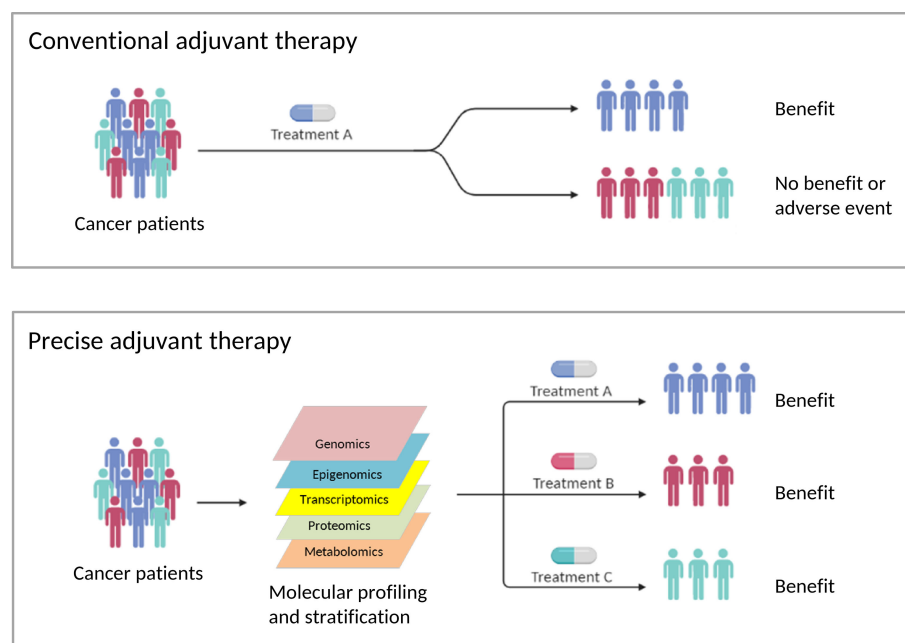 Conventional adjuvant therapy
Treatment A
Cancer patients
Benefit
No benefit or
adverse event
Precise adjuvant therapy
Cancer patients
Genomics
Epigenomics
Transcriptomics
Proteomics
Metabolomics
Molecular profiling
and stratification
Treatment A
Benefit
Treatment B
Benefit
Treatment C
Benefit